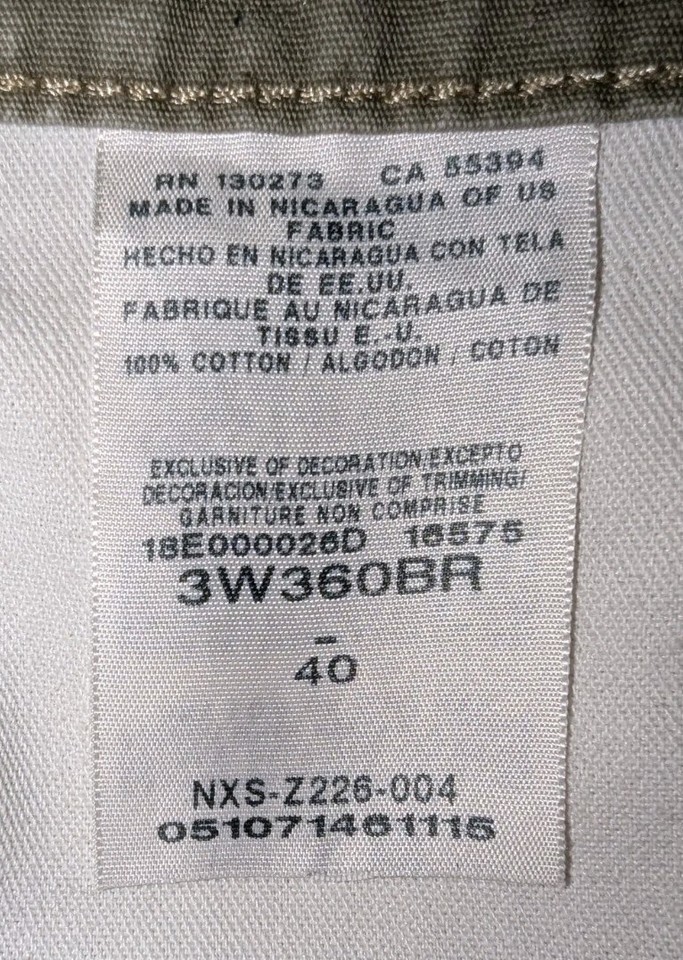 RN 130273 CA 55394
MADE IN NICARAGUA OF US
FABRIC
HECHO EN NICARAGUA CON TELA
DE EE.UU.
FABRIQUE AU NICARAGUA DE
TISSU E.-U.
100% COTTON / ALGODON / COTON
EXCLUSIVE OF DECORATION/EXCEPTO
DECORACION/EXCLUSIVE OF TRIMMING/
GARNITURE NON COMPRISE
18E000026D 16575
3W360BR
-
40
NXS-Z226-004
051071461115